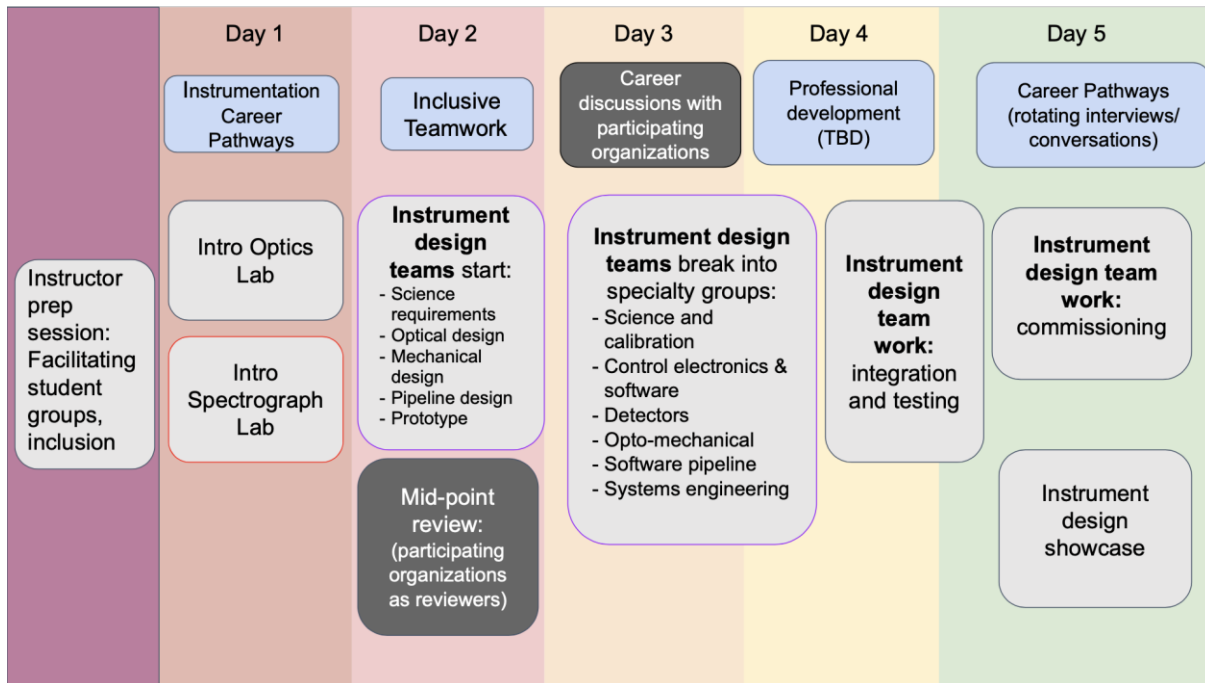 Day 1
Day 2
Day 3
Day 4
Day 5
Instrumentation
Career
Pathways
Inclusive
Teamwork
Career
discussions with
participating
organizations
Professional
development
(TBD)
Career Pathways
(rotating interviews/
conversations)
Instructor
prep
session:
Facilitating
student
groups,
inclusion
Intro Optics
Lab
Intro
Spectrograph
Lab
Instrument
design
teams start:
- Science
requirements
- Optical design
- Mechanical
design
- Pipeline design
- Prototype
Mid-point
review:
(participating
organizations
as reviewers)
Instrument design
teams break into
specialty groups:
- Science and
calibration
- Control electronics &
software
- Detectors
- Opto-mechanical
- Software pipeline
- Systems engineering
Instrument
design
team
work:
integration
and testing
Instrument
design team
work:
commissioning
Instrument
design
showcase